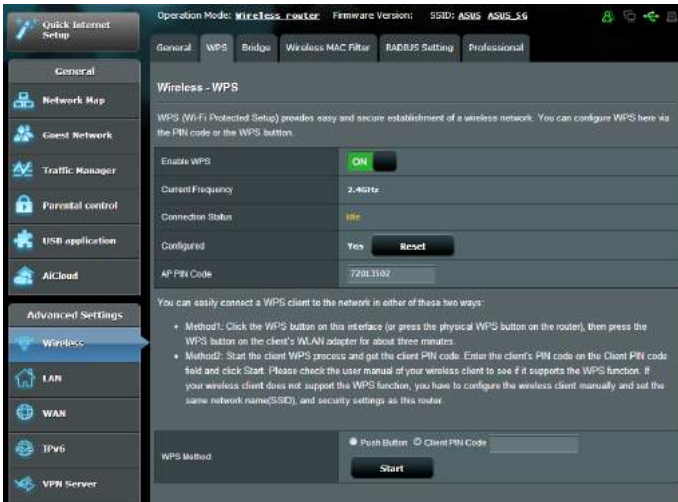 Quick Internet
Setup
General
Network Map
Guest Network
Traffic Manager
Parental control
USB application
AiCloud
Advanced Settings
Wireless
LAN
WAN
IPv6
VPN Server
Operation Mode: Wireless router Firmware Version: SSID: ASUS ASUS_5G
General WPS Bridge Wireless MAC Filter RADIUS Setting Professional
Wireless - WPS
WPS (Wi-Fi Protected Setup) provides easy and secure establishment of a wireless network. You can configure WPS here via
the PIN code or the WPS buttton.
Enable WPS ON
Current Frequency 2.4GHz
Connection Status Idle
Configured Yes Reset
AP PIN Code 72013502
You can easily connect a WPS client to the network in either of these two ways:
• Method1: Click the WPS button on this interface (or press the physical WPS button on the router), then press the
WPS button on the client's WLAN adapter for about three minutes.
• Method2: Start the client WPS process and get the client PIN code. Enter the client's PIN code on the Client PIN code
field and click Start. Please check the user manual of your wireless client to see if it supports the WPS function. If
your wireless client does not support the WPS function, you have to configure the wireless client manually and set the
same network name(SSID), and security settings as this router.
WPS Method: Push Button Client PIN Code
Start